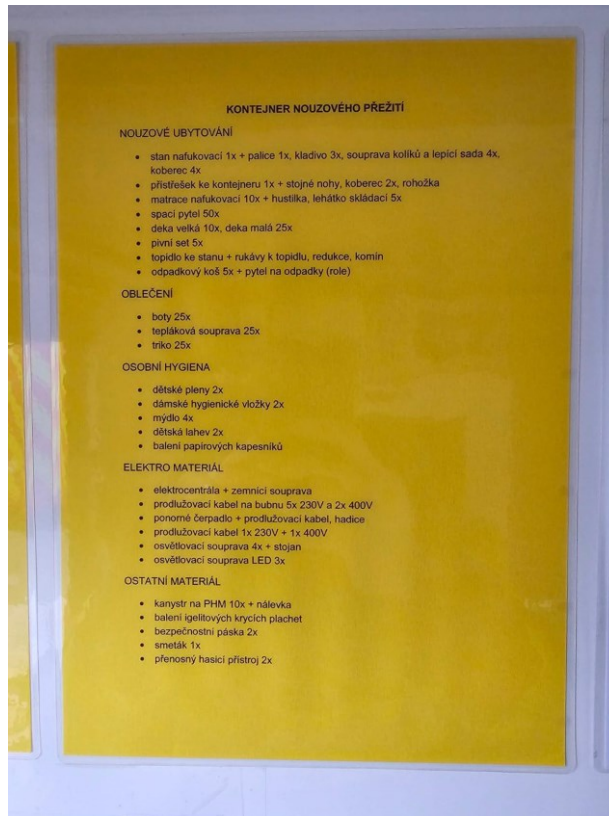 KONTEJNER NOUZOVÉHO PŘEŽITÍ
NOUZOVÉ UBYTOVÁNÍ
• stan nafukovací 1x + palice 1x, kladivo 3x, souprava kolíků a lepící sada 4x,
koberec 4x
• přístřešek ke kontejneru 1x + stojné nohy, koberec 2x, rohožka
• matrace nafukovací 10x + hustilka, lehátko skládací 5x
• spací pytel 50x
• deka velká 10x, deka malá 25x
• pivní set 5x
• topidlo ke stanu + rukávy k topidlu, redukce, komín
• odpadkový koš 5x + pytel na odpadky (role)
OBLEČENÍ
• boty 25x
• tepláková souprava 25x
• triko 25x
OSOBNÍ HYGIENA
• dětské pleny 2x
• dámské hygienické vložky 2x
• mýdlo 4x
• dětská lahev 2x
• balení papírových kapesníků
ELEKTRO MATERIÁL
• elektrocentrála + zemnící souprava
• prodlužovací kabel na bubnu 5x 230V a 2x 400V
• ponorné čerpadlo + prodlužovací kabel, hadice
• prodlužovací kabel 1x 230V + 1x 400V
• osvětlovací souprava 4x + stojan
• osvětlovací souprava LED 3x
OSTATNÍ MATERIÁL
• kanystr na PHM 10x + nálevka
• balení igelitových krycích plachet
• bezpečnostní páska 2x
• smeták 1x
• přenosný hasicí přístroj 2x